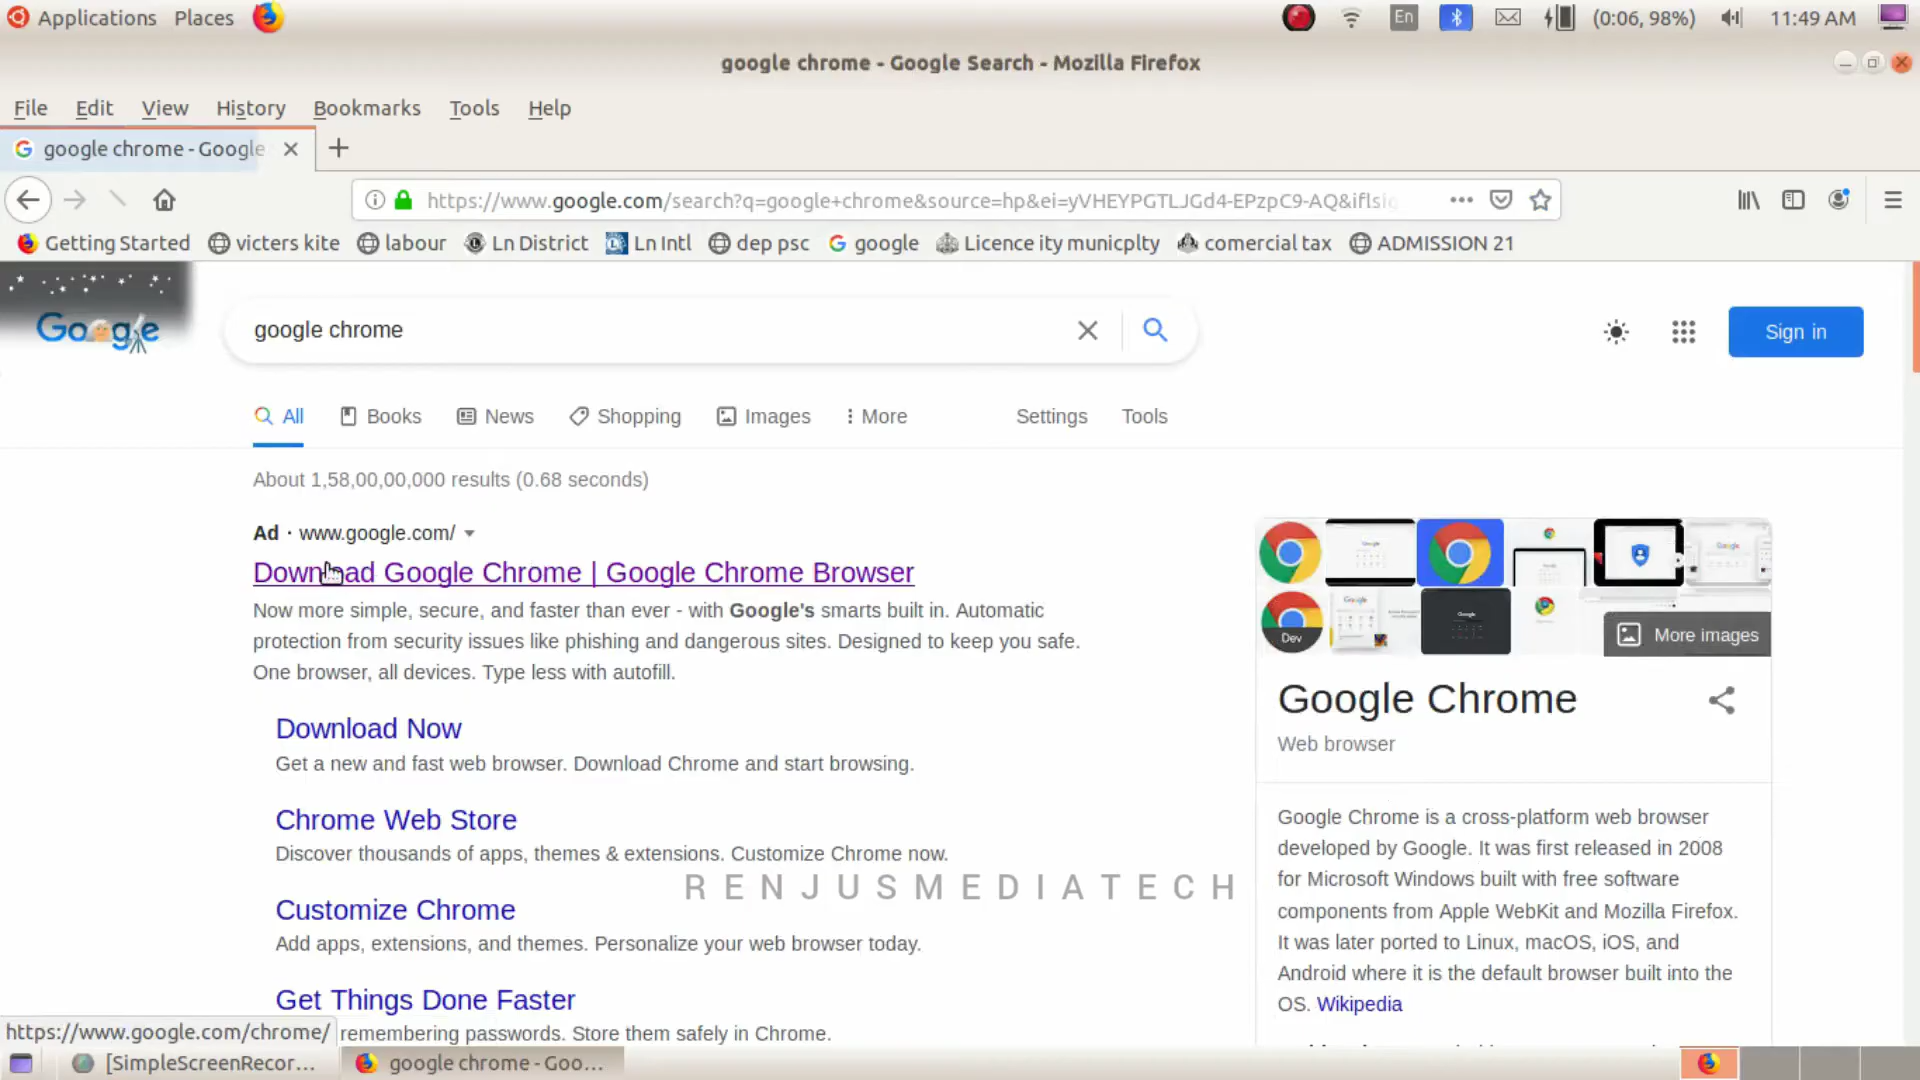 Applications Places En (0:06, 98%) 11:49 AM
google chrome - Google Search - Mozilla Firefox
File Edit View History Bookmarks Tools Help
google chrome - Google
https://www.google.com/search?q=google+chrome&source=hp&ei=yVHEYPGTLJGd4-EPzpC9-AQ&iflsi
Getting Started victers kite labour Ln District Ln Intl dep psc google Licence ity municplty comercial tax ADMISSION 21
Google
google chrome
Sign in
All Books News Shopping Images More Settings Tools
About 1,58,00,00,000 results (0.68 seconds)
Ad · www.google.com/
Download Google Chrome | Google Chrome Browser
Now more simple, secure, and faster than ever - with Google's smarts built in. Automatic
protection from security issues like phishing and dangerous sites. Designed to keep you safe.
One browser, all devices. Type less with autofill.
Download Now
Get a new and fast web browser. Download Chrome and start browsing.
Chrome Web Store
Discover thousands of apps, themes & extensions. Customize Chrome now.
Customize Chrome
Add apps, extensions, and themes. Personalize your web browser today.
Get Things Done Faster
remembering passwords. Store them safely in Chrome.
Dev
More images
Google Chrome
Web browser
Google Chrome is a cross-platform web browser
developed by Google. It was first released in 2008
for Microsoft Windows built with free software
components from Apple WebKit and Mozilla Firefox.
It was later ported to Linux, macOS, iOS, and
Android where it is the default browser built into the
OS. Wikipedia
RENJUSMEDIATECH
https://www.google.com/chrome/
[SimpleScreenRecor... google chrome - Goo...